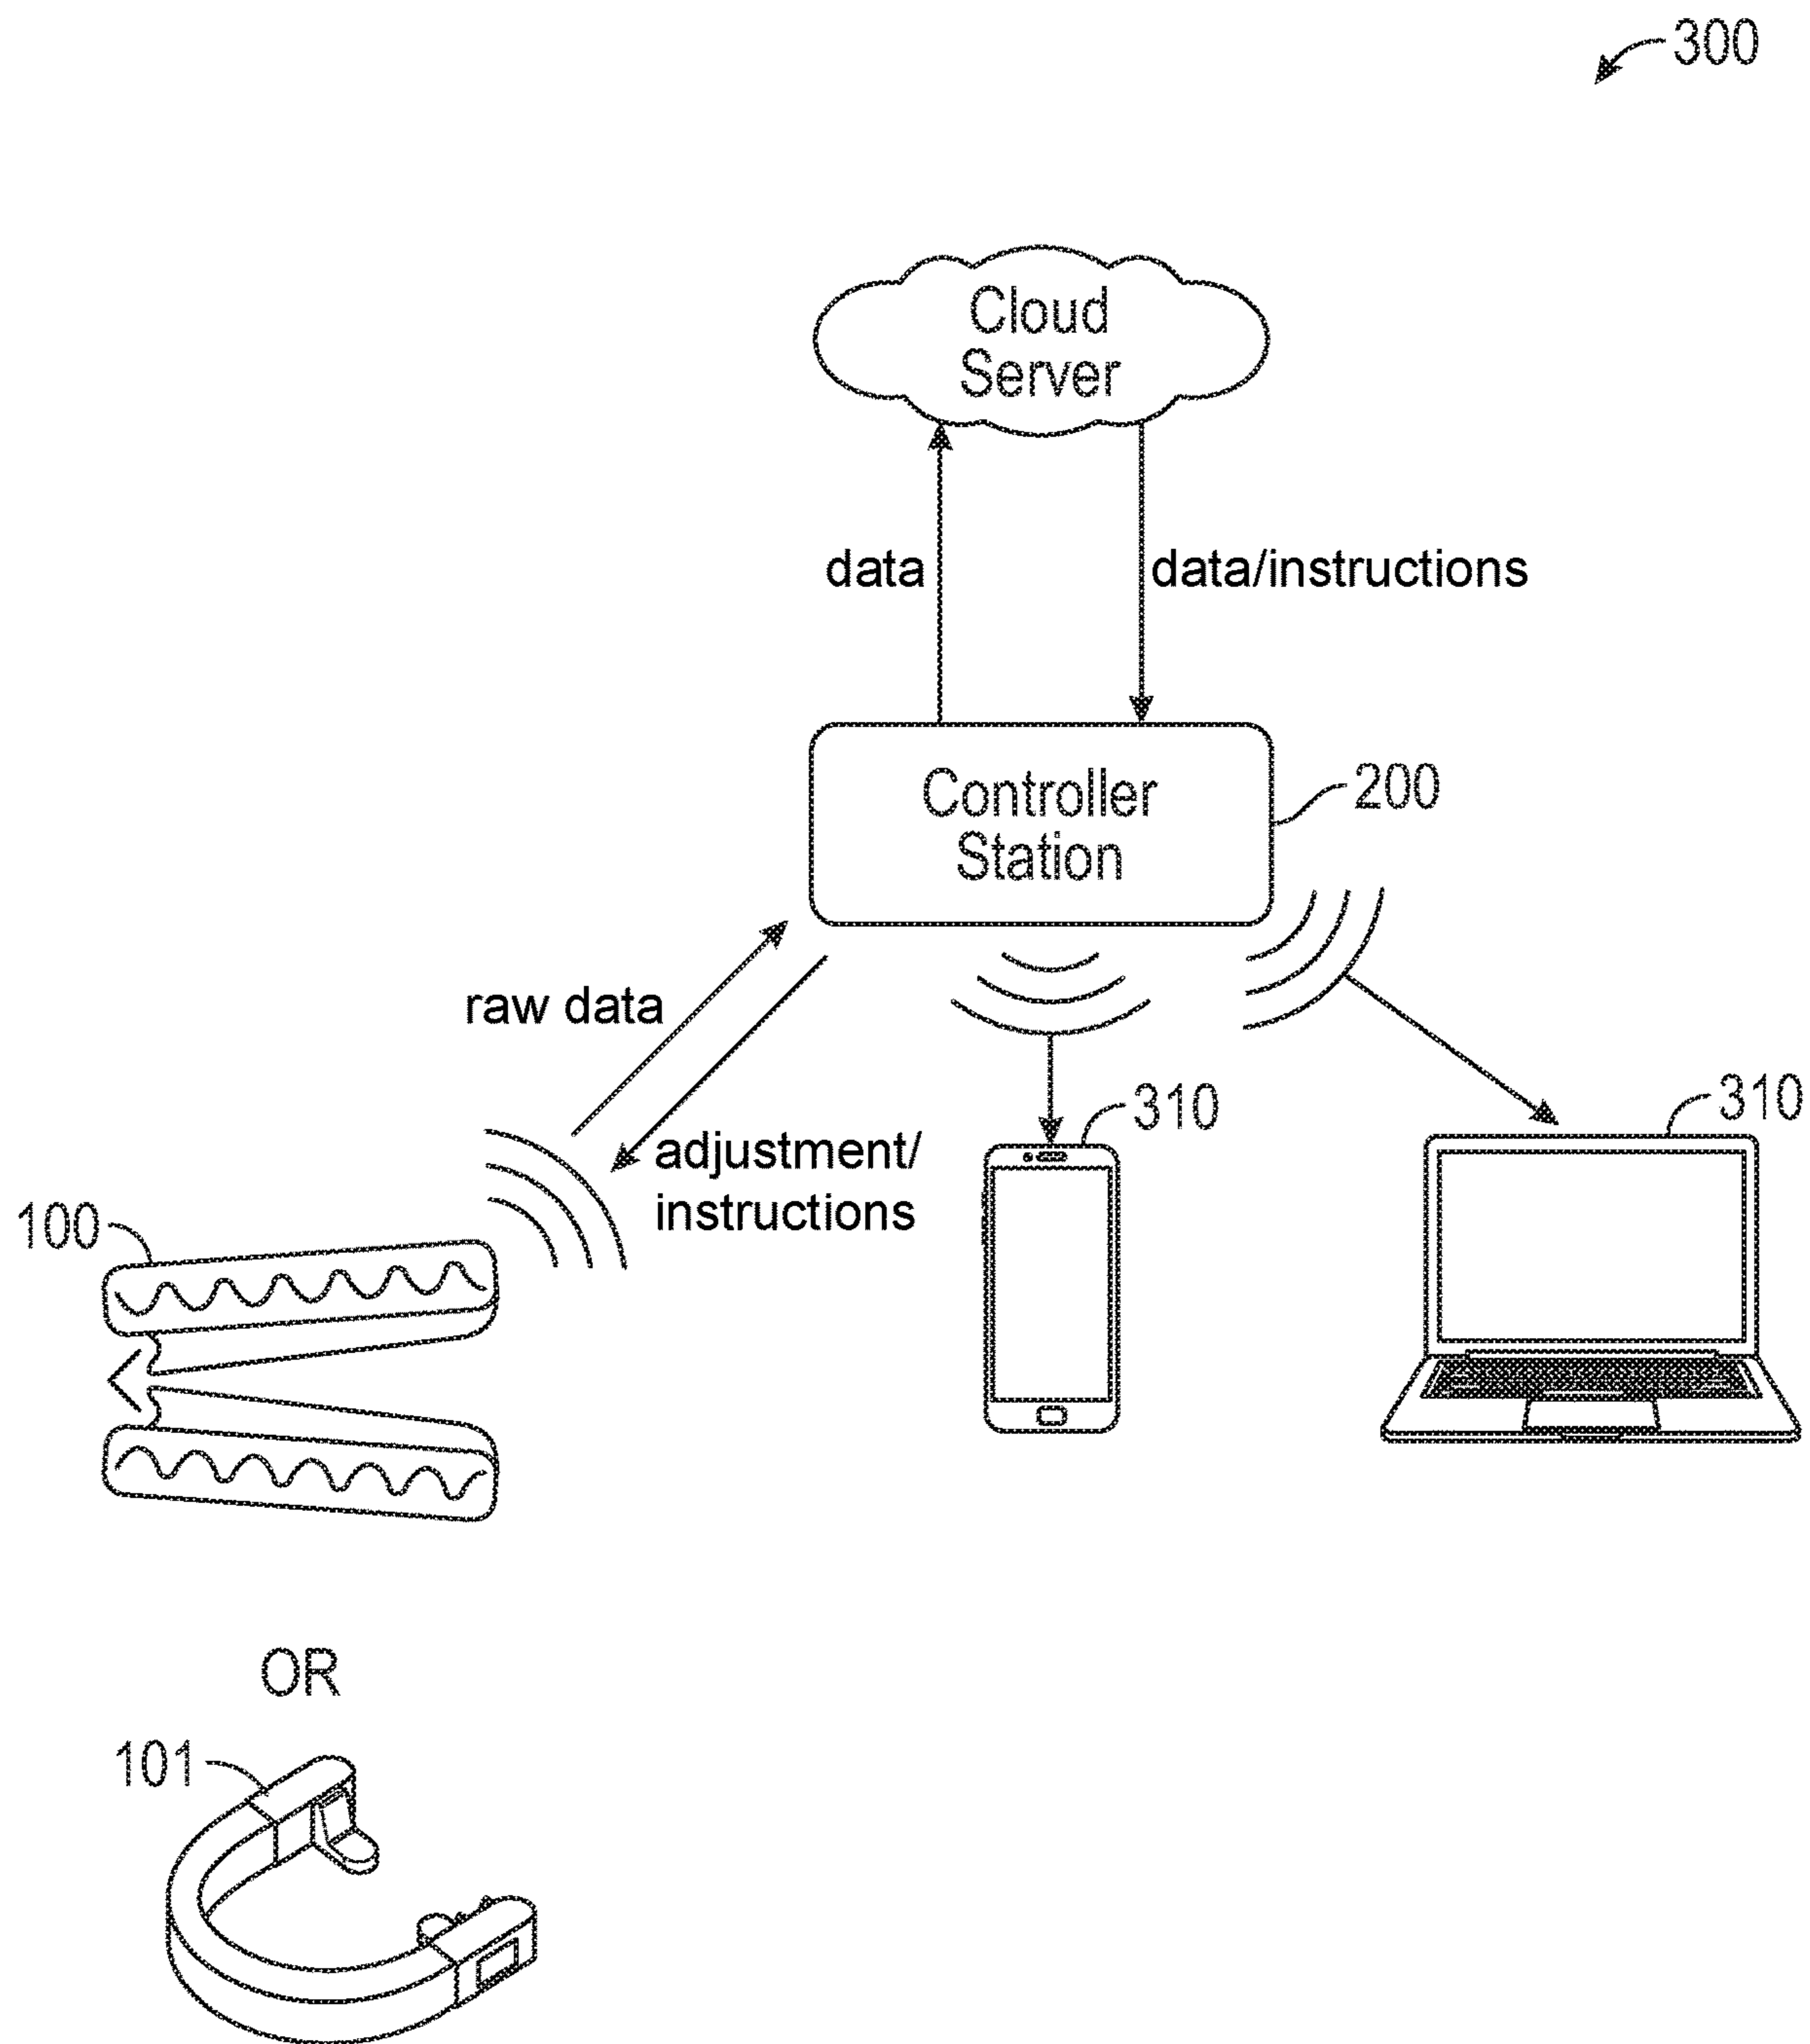 300
Cloud
Server
data
data/instructions
Controller
Station
200
raw data
adjustment/
instructions
310
310
100
OR
101